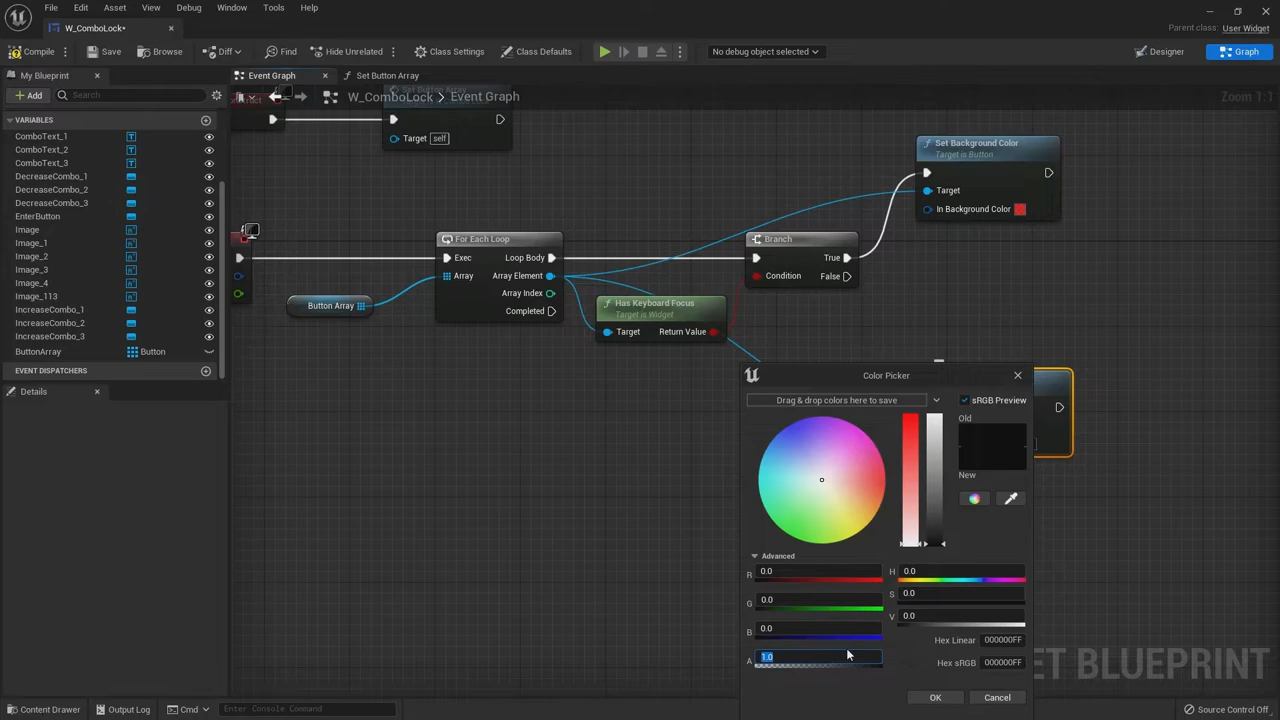 File Edit Asset View Debug Window Tools Help
W_ComboLock•
Parent class: User Widget
Compile Save Browse Diff Find Hide Unrelated Class Settings Class Defaults No debug object selected Designer Graph
My Blueprint Event Graph Set Button Array
Add Search W_ComboLock > Event Graph Zoom 1:1
VARIABLES
ComboText_1
ComboText_2
ComboText_3
DecreaseCombo_1
DecreaseCombo_2
DecreaseCombo_3
EnterButton
Image
Image_1
Image_2
Image_3
Image_4
Image_113
IncreaseCombo_1
IncreaseCombo_2
IncreaseCombo_3
ButtonArray Button
EVENT DISPATCHERS
Details
Set Button Array
Target self
Set Background Color
Target is Button
Target
In Background Color
For Each Loop
Exec Loop Body
Array Array Element
Array Index
Completed
Button Array
Branch
True
Condition False
Has Keyboard Focus
Target is Widget
Target Return Value
Color Picker
Drag & drop colors here to save
sRGB Preview
Old
New
Advanced
R 0.0 H 0.0
G 0.0 S 0.0
B 0.0 V 0.0
A 1.0
Hex Linear 000000FF
Hex sRGB 000000FF
OK Cancel
ET BLUEPRINT
Content Drawer Output Log Cmd Enter Console Command Source Control Off